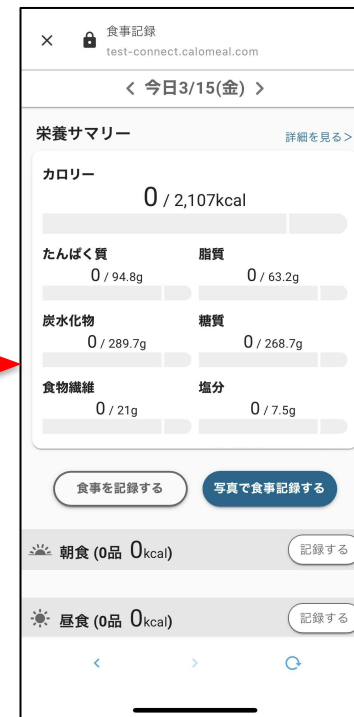 食事記録
test-connect.calomeal.com
< 今日3/15(金) >
栄養サマリー 詳細を見る>
カロリー
0 / 2,107kcal
たんぱく質 脂質
0 / 94.8g 0 / 63.2g
炭水化物 糖質
0 / 289.7g 0 / 268.7g
食物繊維 塩分
0 / 21g 0 / 7.5g
食事を記録する 写真で食事記録する
朝食 (0品 0kcal) 記録する
昼食 (0品 0kcal) 記録する